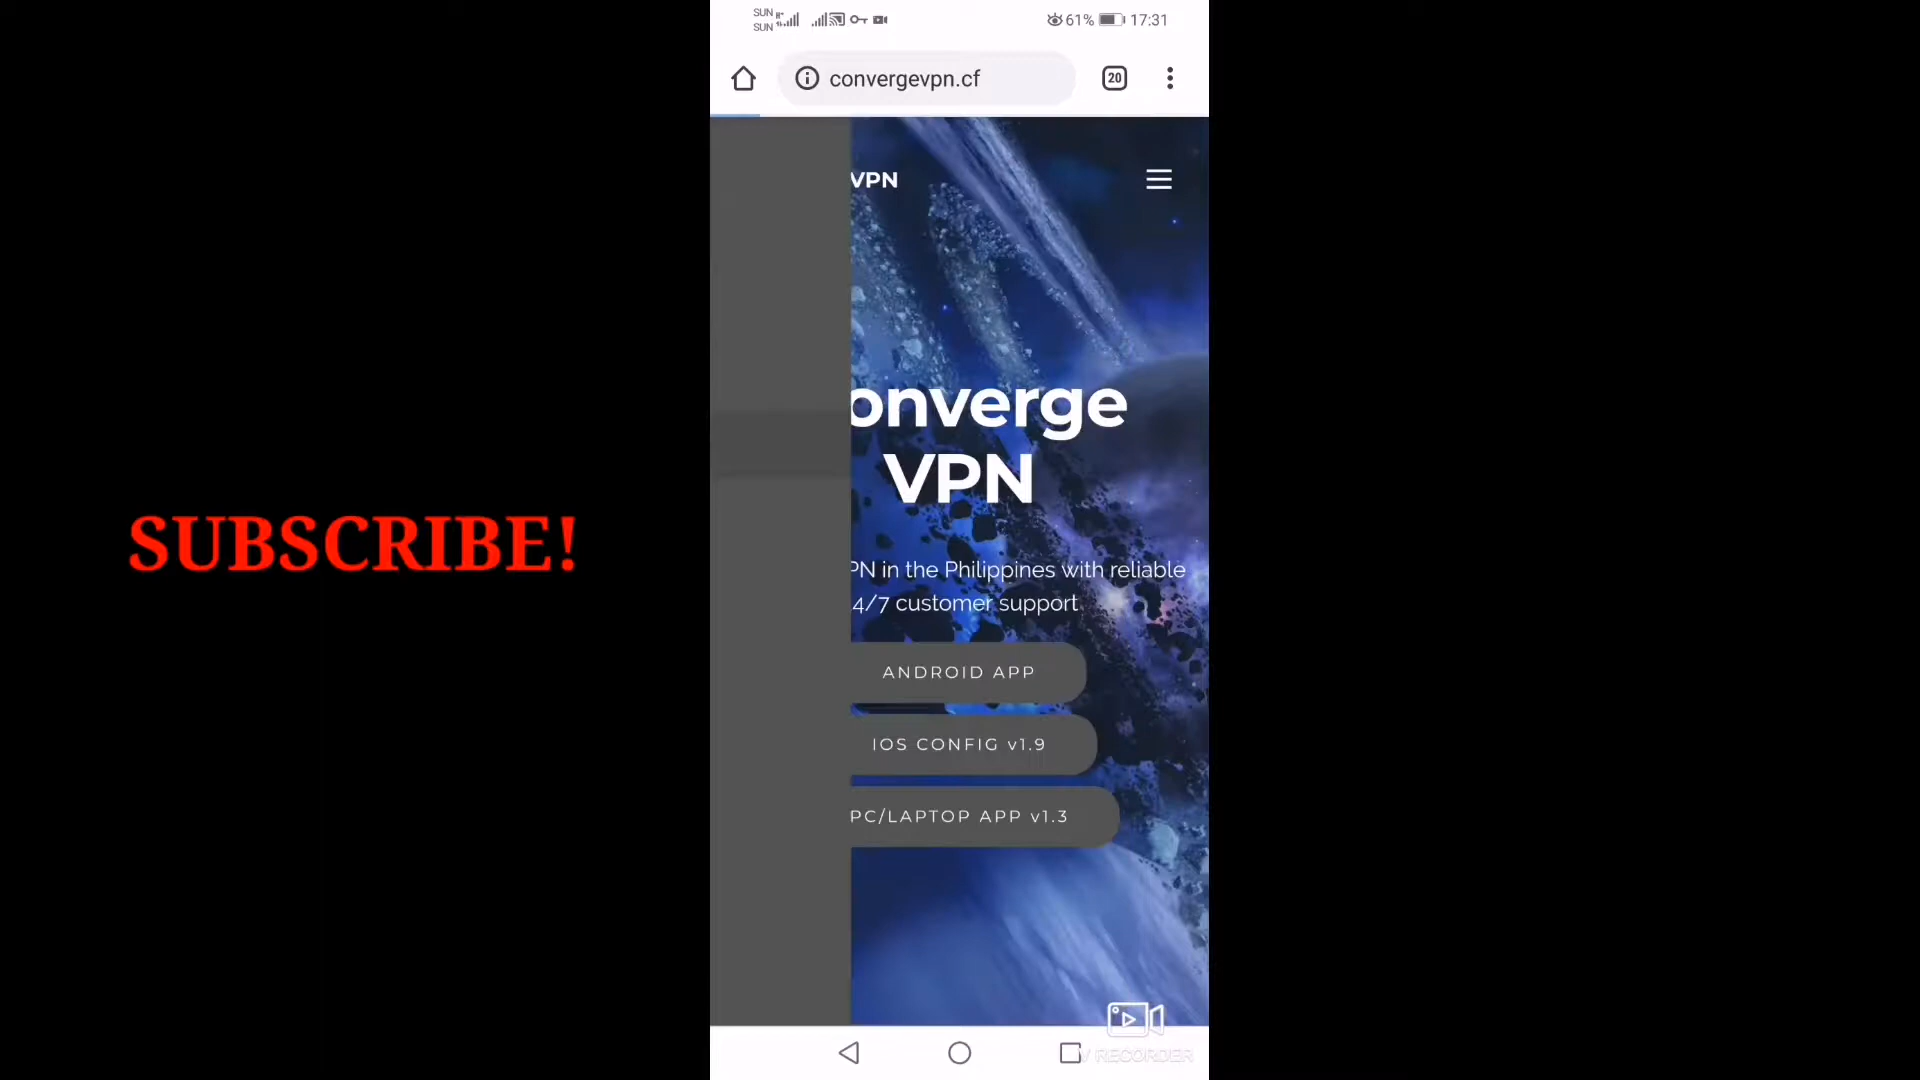 SUN
SUN
61% 17:31
convergevpn.cf
20
VPN
onverge
VPN
PN in the Philippines with reliable
4/7 customer support
ANDROID APP
IOS CONFIG v1.9
PC/LAPTOP APP v1.3
SUBSCRIBE!
V RECORDER